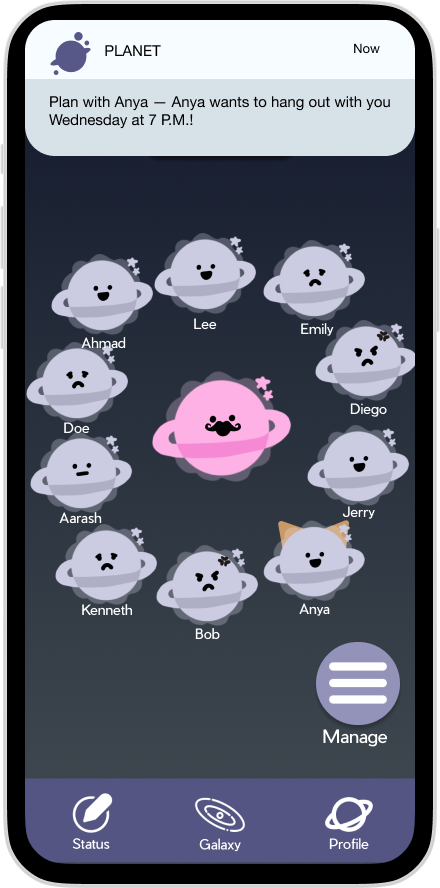 PLANET
Now
Plan with Anya — Anya wants to hang out with you
Wednesday at 7 P.M.!
Lee
Emily
Ahmad
Diego
Doe
Jerry
Aarash
Anya
Kenneth
Bob
Manage
Status
Galaxy
Profile